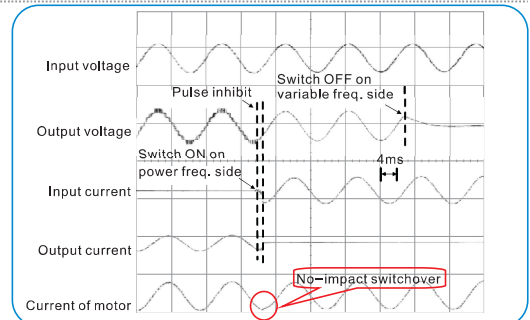 Input voltage
Pulse inhibit
Switch OFF on
variable freq. side
Output voltage
Switch ON on
power freq. side
4ms
Input current
Output current
No-impact switchover
Current of motor